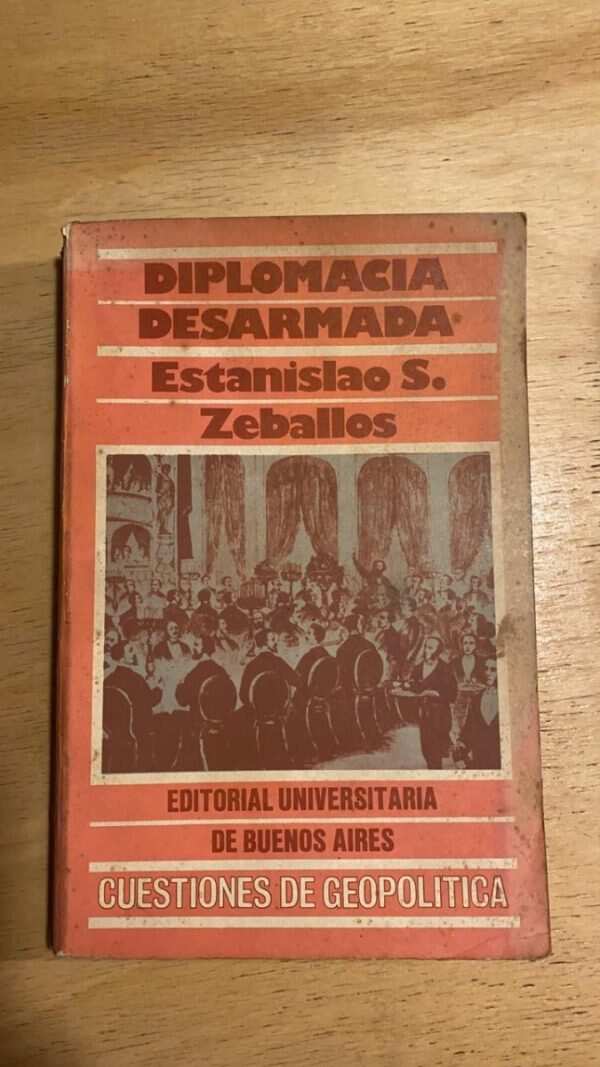 DIPLOMACIA
DESARMADA
Estanislao S.
Zeballos
EDITORIAL UNIVERSITARIA
DE BUENOS AIRES
CUESTIONES DE GEOPOLITICA